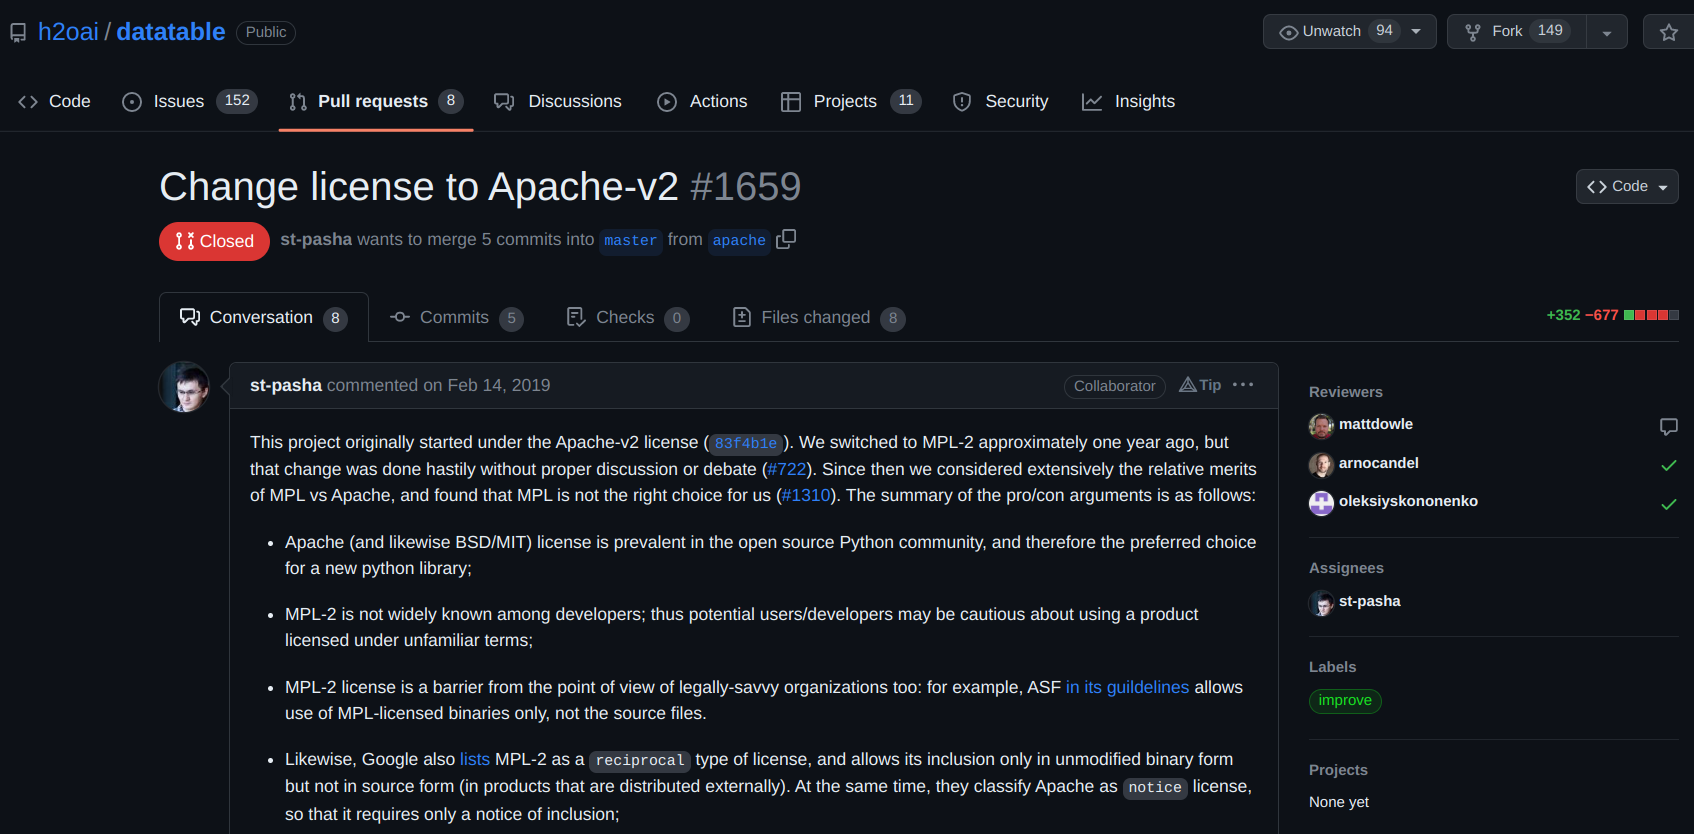 h2oai / datatable Public
Unwatch 94 Fork 149
Code Issues 152 Pull requests 8 Discussions Actions Projects 11 Security Insights
Change license to Apache-v2 #1659
Code
Closed st-pasha wants to merge 5 commits into master from apache
Conversation 8 Commits 5 Checks 0 Files changed 8
+352 −677
st-pasha commented on Feb 14, 2019 Collaborator Tip ···
This project originally started under the Apache-v2 license (83f4b1e). We switched to MPL-2 approximately one year ago, but
that change was done hastily without proper discussion or debate (#722). Since then we considered extensively the relative merits
of MPL vs Apache, and found that MPL is not the right choice for us (#1310). The summary of the pro/con arguments is as follows:
• Apache (and likewise BSD/MIT) license is prevalent in the open source Python community, and therefore the preferred choice
for a new python library;
• MPL-2 is not widely known among developers; thus potential users/developers may be cautious about using a product
licensed under unfamiliar terms;
• MPL-2 license is a barrier from the point of view of legally-savvy organizations too: for example, ASF in its guildelines allows
use of MPL-licensed binaries only, not the source files.
• Likewise, Google also lists MPL-2 as a reciprocal type of license, and allows its inclusion only in unmodified binary form
but not in source form (in products that are distributed externally). At the same time, they classify Apache as notice license,
so that it requires only a notice of inclusion;
Reviewers
mattdowle
arnocandel
oleksiyskononenko
Assignees
st-pasha
Labels
improve
Projects
None yet